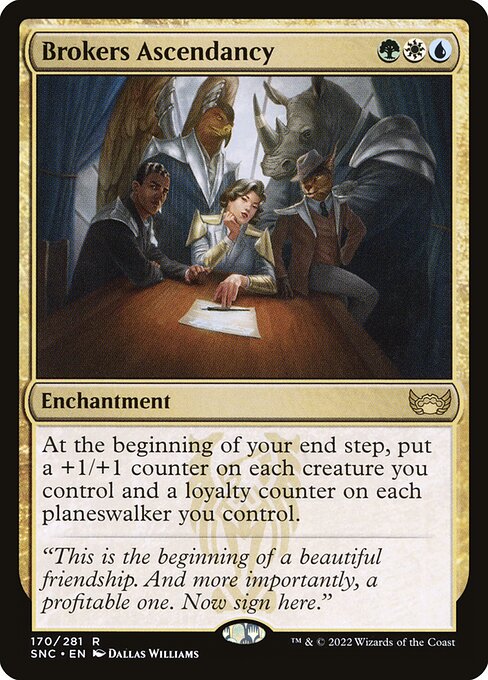 Brokers Ascendancy
Enchantment
At the beginning of your end step, put
a +1/+1 counter on each creature you
control and a loyalty counter on each
planeswalker you control.
“This is the beginning of a beautiful
friendship. And more importantly, a
profitable one. Now sign here.”
170/281 R
SNC • EN Dallas Williams
™ & © 2022 Wizards of the Coast